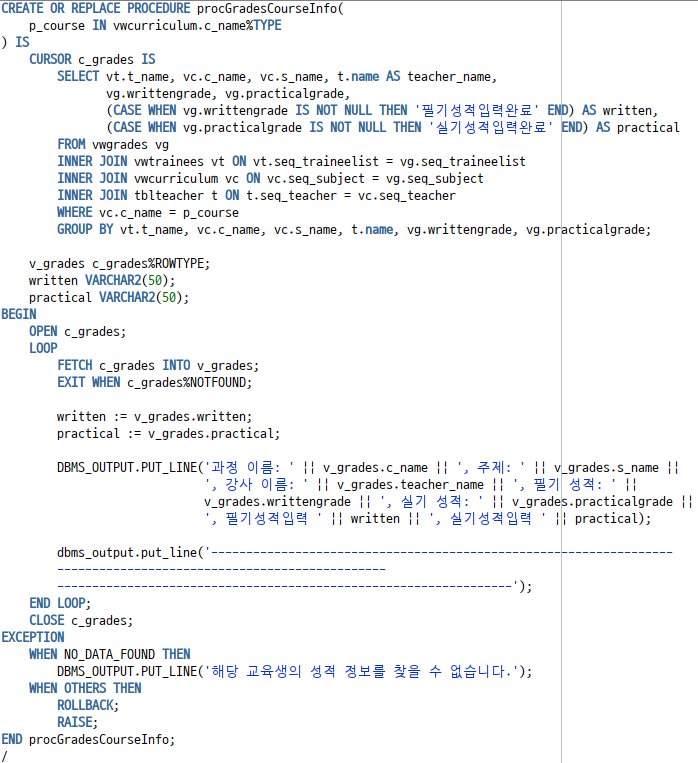 CREATE OR REPLACE PROCEDURE procGradesCourseInfo(
    p_course IN vwcurriculum.c_name%TYPE
) IS
    CURSOR c_grades IS
        SELECT vt.t_name, vc.c_name, vc.s_name, t.name AS teacher_name,
               vg.writtengrade, vg.practicalgrade,
               (CASE WHEN vg.writtengrade IS NOT NULL THEN '필기성적입력완료' END) AS written,
               (CASE WHEN vg.practicalgrade IS NOT NULL THEN '실기성적입력완료' END) AS practical
        FROM vwgrades vg
        INNER JOIN vwtrainees vt ON vt.seq_traineelist = vg.seq_traineelist
        INNER JOIN vwcurriculum vc ON vc.seq_subject = vg.seq_subject
        INNER JOIN tblteacher t ON t.seq_teacher = vc.seq_teacher
        WHERE vc.c_name = p_course
        GROUP BY vt.t_name, vc.c_name, vc.s_name, t.name, vg.writtengrade, vg.practicalgrade;

    v_grades c_grades%ROWTYPE;
    written VARCHAR2(50);
    practical VARCHAR2(50);
BEGIN
    OPEN c_grades;
    LOOP
        FETCH c_grades INTO v_grades;
        EXIT WHEN c_grades%NOTFOUND;

        written := v_grades.written;
        practical := v_grades.practical;

        DBMS_OUTPUT.PUT_LINE('과정 이름: ' || v_grades.c_name || ', 주제: ' || v_grades.s_name ||
                             ', 강사 이름: ' || v_grades.teacher_name || ', 필기 성적: ' ||
                             v_grades.writtengrade || ', 실기 성적: ' || v_grades.practicalgrade ||
                             ', 필기성적입력 ' || written || ', 실기성적입력 ' || practical);

        dbms_output.put_line('------------------------------------------------------------------
        -----------------------------------------------
        -----------------------------------------------------------------');
    END LOOP;
    CLOSE c_grades;
EXCEPTION
    WHEN NO_DATA_FOUND THEN
        DBMS_OUTPUT.PUT_LINE('해당 교육생의 성적 정보를 찾을 수 없습니다.');
    WHEN OTHERS THEN
        ROLLBACK;
        RAISE;
END procGradesCourseInfo;
/